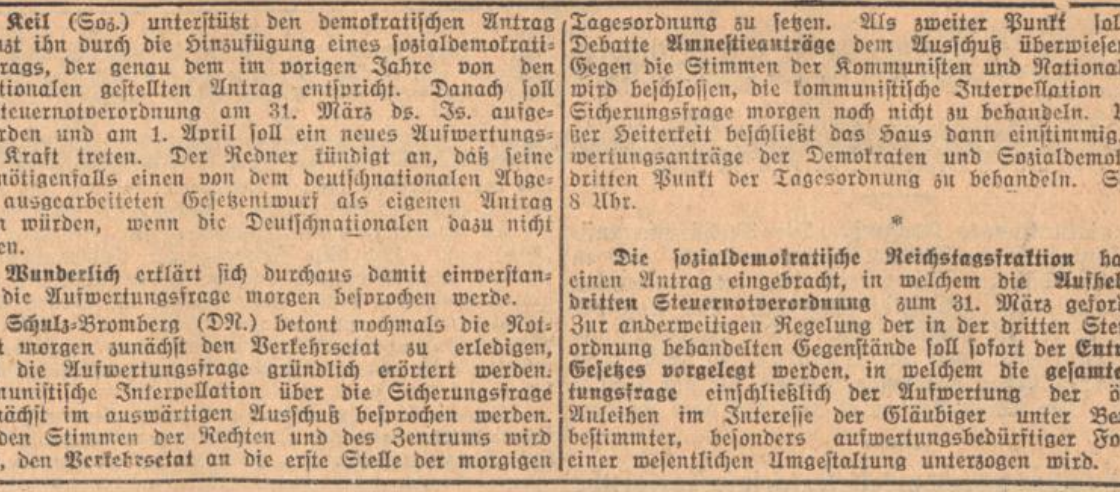 Keil (Soz.) unterstützt den demokratischen Antrag
zt ihn durch die Hinzufügung eines sozialdemokrati-
rags, der genau dem im vorigen Jahre von den
tionalen gestellten Antrag entspricht. Danach soll
teuernotverordnung am 31. März ds. Js. aufge-
rden und am 1. April soll ein neues Aufwertungs-
Kraft treten. Der Redner kündigt an, daß seine
nötigenfalls einen von dem deutschnationalen Abge-
ausgearbeiteten Gesetzentwurf als eigenen Antrag
n würden, wenn die Deutschnationalen dazu nicht
en.
Wunderlich erklärt sich durchaus damit einverstan-
die Aufwertungsfrage morgen besprochen werde.
Schulz-Bromberg (DN.) betont nochmals die Not-
t morgen zunächst den Verkehrsetat zu erledigen,
die Aufwertungsfrage gründlich erörtert werden.
munistische Interpellation über die Sicherungsfrage
nächst im auswärtigen Ausschuß besprochen werden.
den Stimmen der Rechten und des Zentrums wird
, den Verkehrsetat an die erste Stelle der morgigen
Tagesordnung zu setzen. Als zweiter Punkt so
Debatte Amnestieanträge dem Ausschuß überwiese
Gegen die Stimmen der Kommunisten und National
wird beschlossen, die kommunistische Interpellation
Sicherungsfrage morgen noch nicht zu behandeln.
ßer Heiterkeit beschließt das Haus dann einstimmig
wertungsanträge der Demokraten und Sozialdemo
dritten Punkt der Tagesordnung zu behandeln. S
8 Uhr.
*
Die sozialdemokratische Reichstagsfraktion ha
einen Antrag eingebracht, in welchem die Aufhe
dritten Steuernotverordnung zum 31. März gefor
Zur anderweitigen Regelung der in der dritten Ste
ordnung behandelten Gegenstände soll sofort der Ent
Gesetzes vorgelegt werden, in welchem die gesamte
tungsfrage einschließlich der Aufwertung der
Anleihen im Interesse der Gläubiger unter Be
bestimmter, besonders aufwertungsbedürftiger F
einer wesentlichen Umgestaltung unterzogen wird.